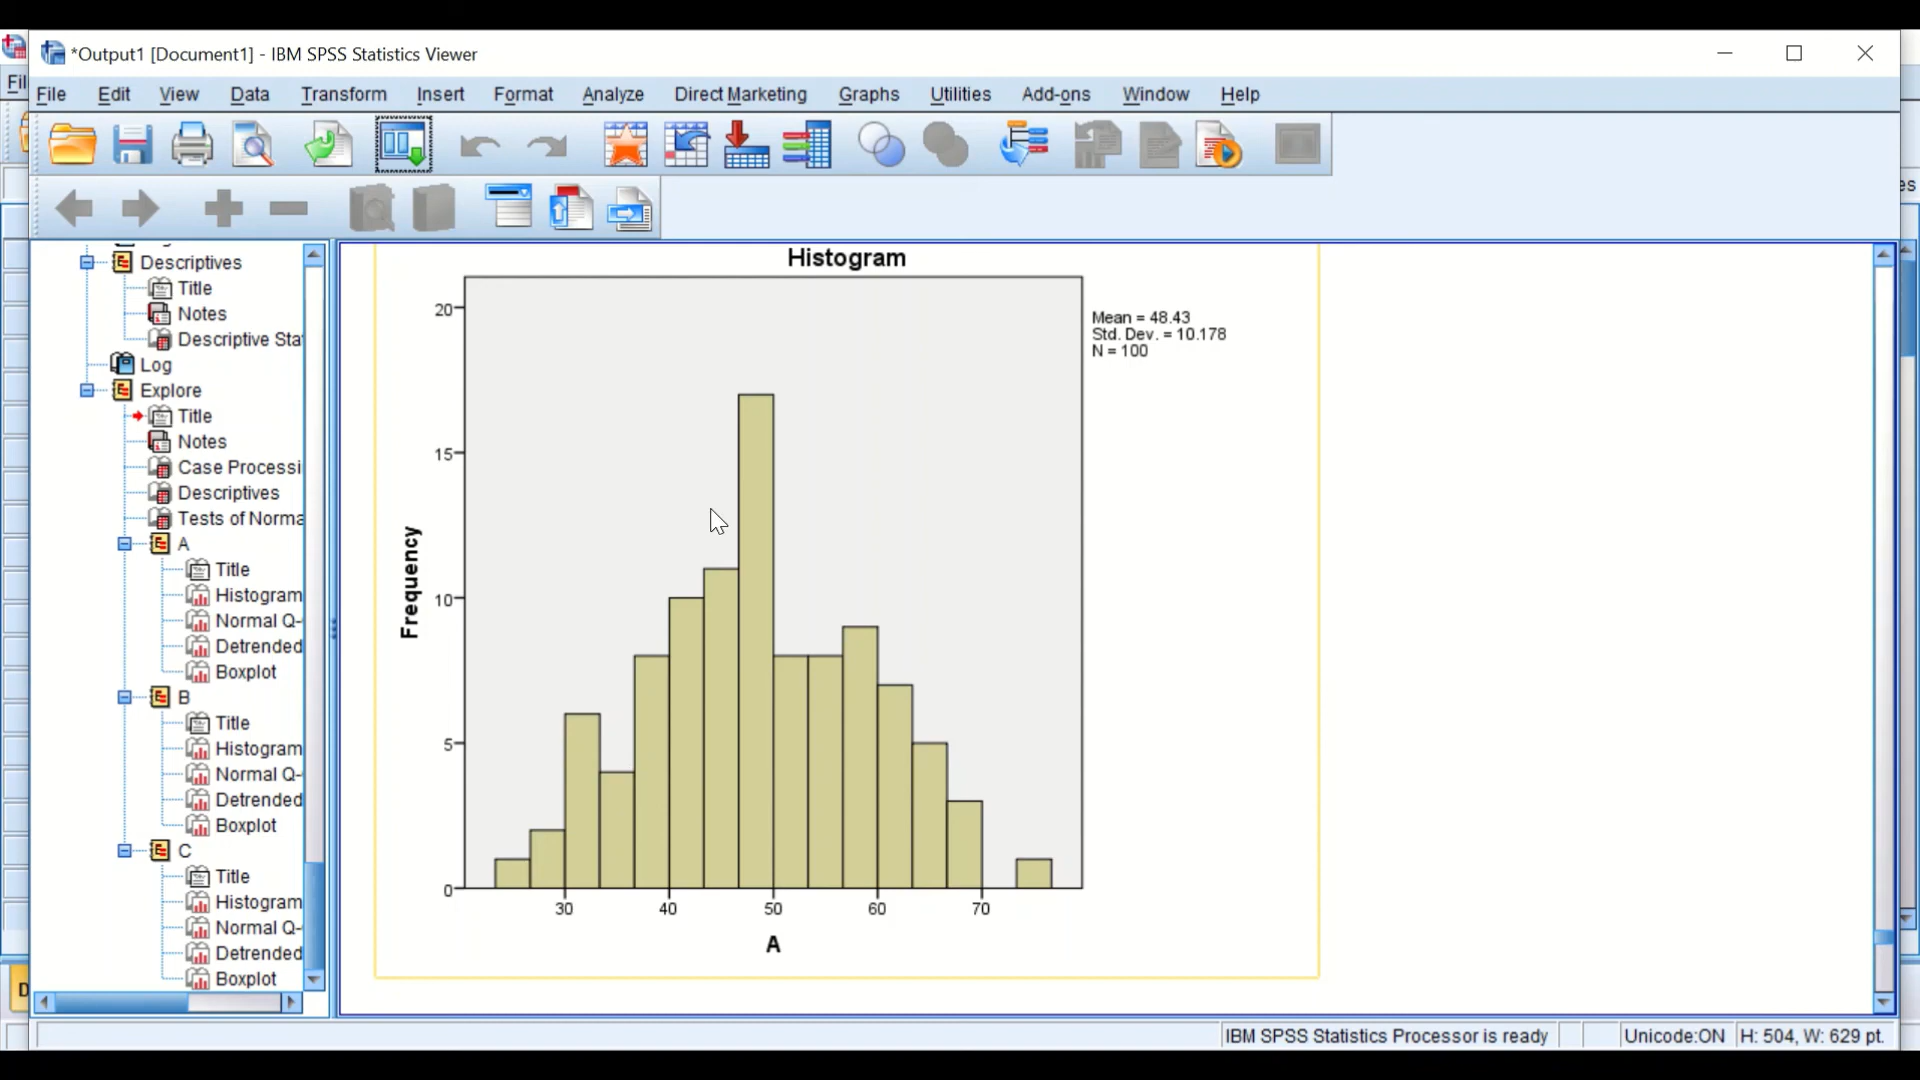 *Output1 [Document1] - IBM SPSS Statistics Viewer
File Edit View Data Transform Insert Format Analyze Direct Marketing Graphs Utilities Add-ons Window Help
Descriptives
Title
Notes
Descriptive Sta
Log
Explore
Title
Notes
Case Processi
Descriptives
Tests of Norma
A
Title
Histogram
Normal Q-
Detrended
Boxplot
B
Title
Histogram
Normal Q-
Detrended
Boxplot
C
Title
Histogram
Normal Q-
Detrended
Boxplot
Histogram
Mean = 48.43
Std. Dev. = 10.178
N = 100
Frequency
20
15
10
5
0
30 40 50 60 70
A
IBM SPSS Statistics Processor is ready Unicode:ON H: 504, W: 629 pt.